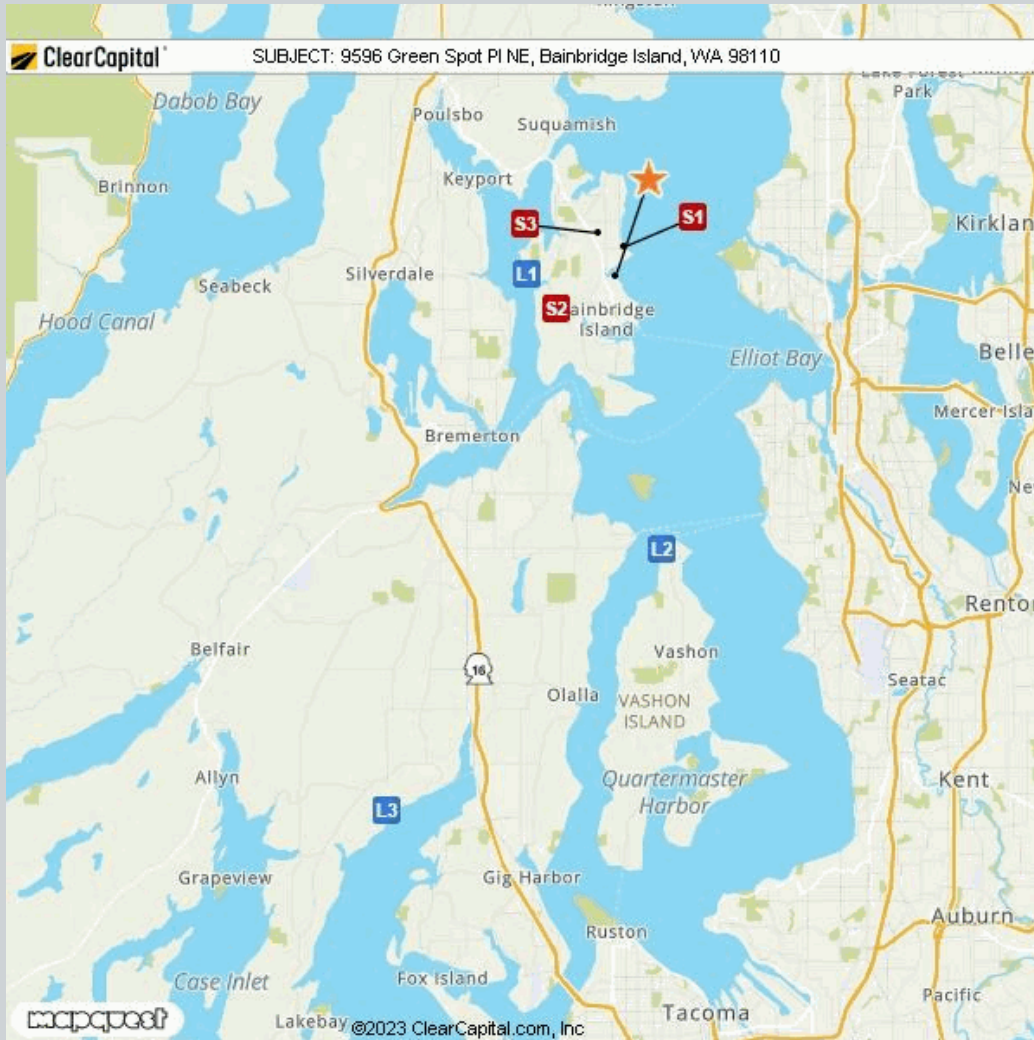 ClearCapital
SUBJECT: 9596 Green Spot Pl NE, Bainbridge Island, WA 98110
Park
Dabob Bay
Poulsbo
Suquamish
Keyport
Brinnon
S3
S1
Kirklan
L1
Silverdale
Seabeck
S2
ainbridge
Island
Hood Canal
Elliot Bay
Belle
Mercer Isla
Bremerton
Ne
L2
Rento
Belfair
Vashon
16
Seatac
Olalla
VASHON
ISLAND
Allyn
Quartermaster
Harbor
Kent
L3
Grapeview
Gig Harbor
Auburn
Ruston
Case Inlet
Fox Island
Pacific
mapquest
Lakebay
©2023 ClearCapital.com, Inc
Tacoma